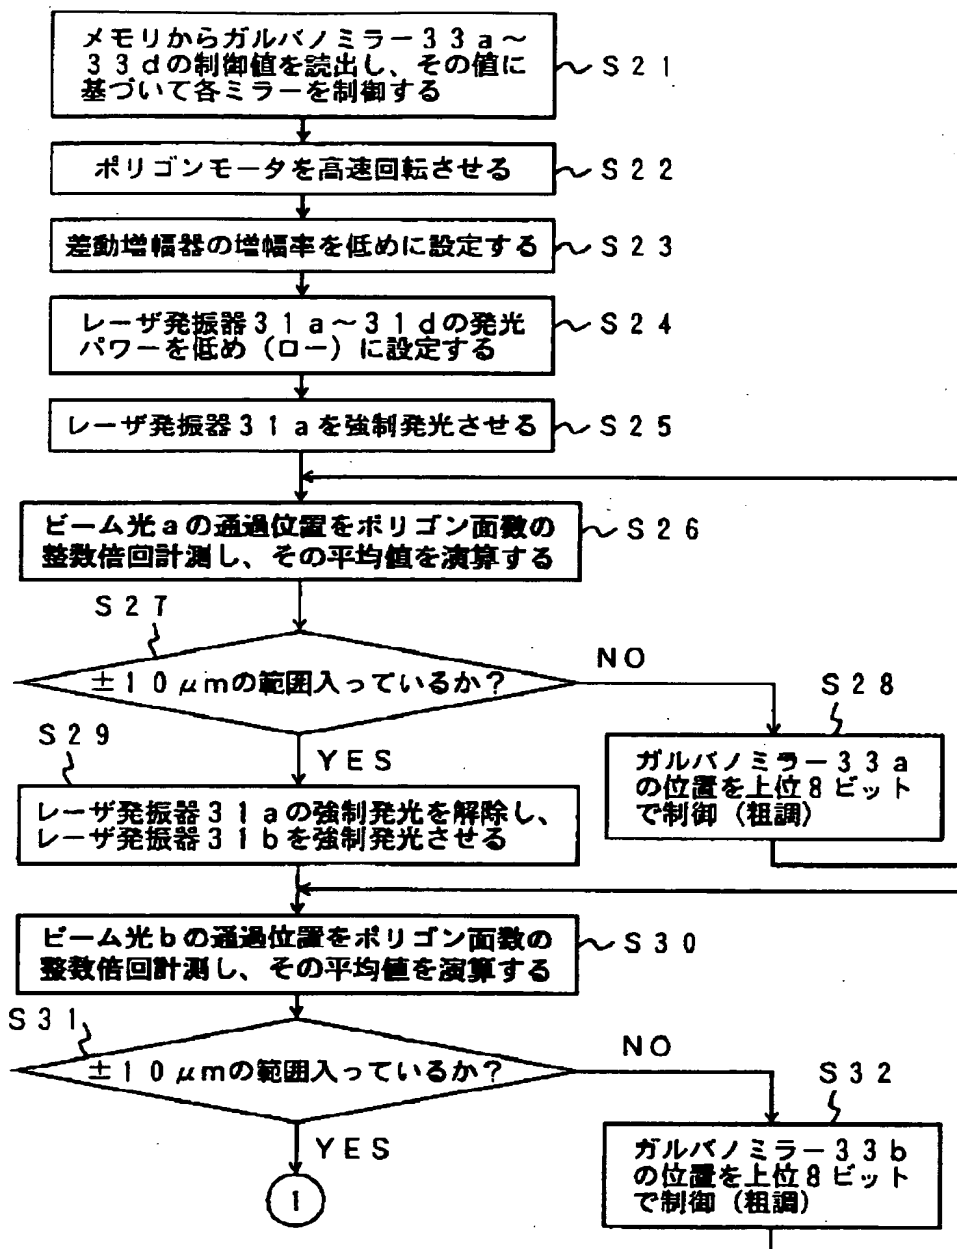 メモリからガルバノミラー33a〜
33dの制御値を読出し、その値に
基づいて各ミラーを制御する
S21
ポリゴンモータを高速回転させる
S22
差動増幅器の増幅率を低めに設定する
S23
レーザ発振器31a〜31dの発光
パワーを低め(ロー)に設定する
S24
レーザ発振器31aを強制発光させる
S25
ビーム光aの通過位置をポリゴン面数の
整数倍回計測し、その平均値を演算する
S26
S27
±10μmの範囲入っているか?
NO
S28
ガルバノミラー33a
の位置を上位8ビット
で制御(粗調)
YES
S29
レーザ発振器31aの強制発光を解除し、
レーザ発振器31bを強制発光させる
ビーム光bの通過位置をポリゴン面数の
整数倍回計測し、その平均値を演算する
S30
S31
±10μmの範囲入っているか?
NO
S32
ガルバノミラー33b
の位置を上位8ビット
で制御(粗調)
YES
1